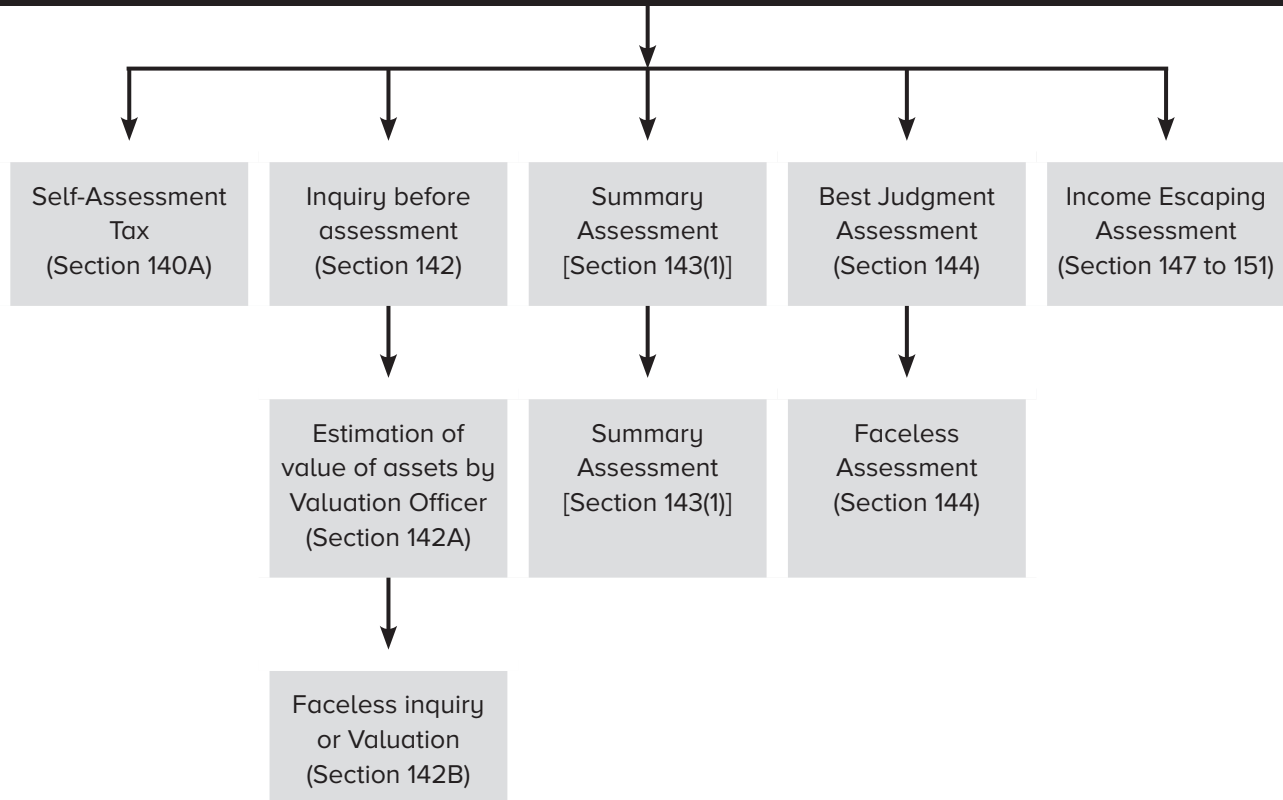 Self-Assessment
Tax
(Section 140A)
Inquiry before
assessment
(Section 142)
Summary
Assessment
[Section 143(1)]
Best Judgment
Assessment
(Section 144)
Income Escaping
Assessment
(Section 147 to 151)
Estimation of
value of assets by
Valuation Officer
(Section 142A)
Summary
Assessment
[Section 143(1)]
Faceless
Assessment
(Section 144)
Faceless inquiry
or Valuation
(Section 142B)